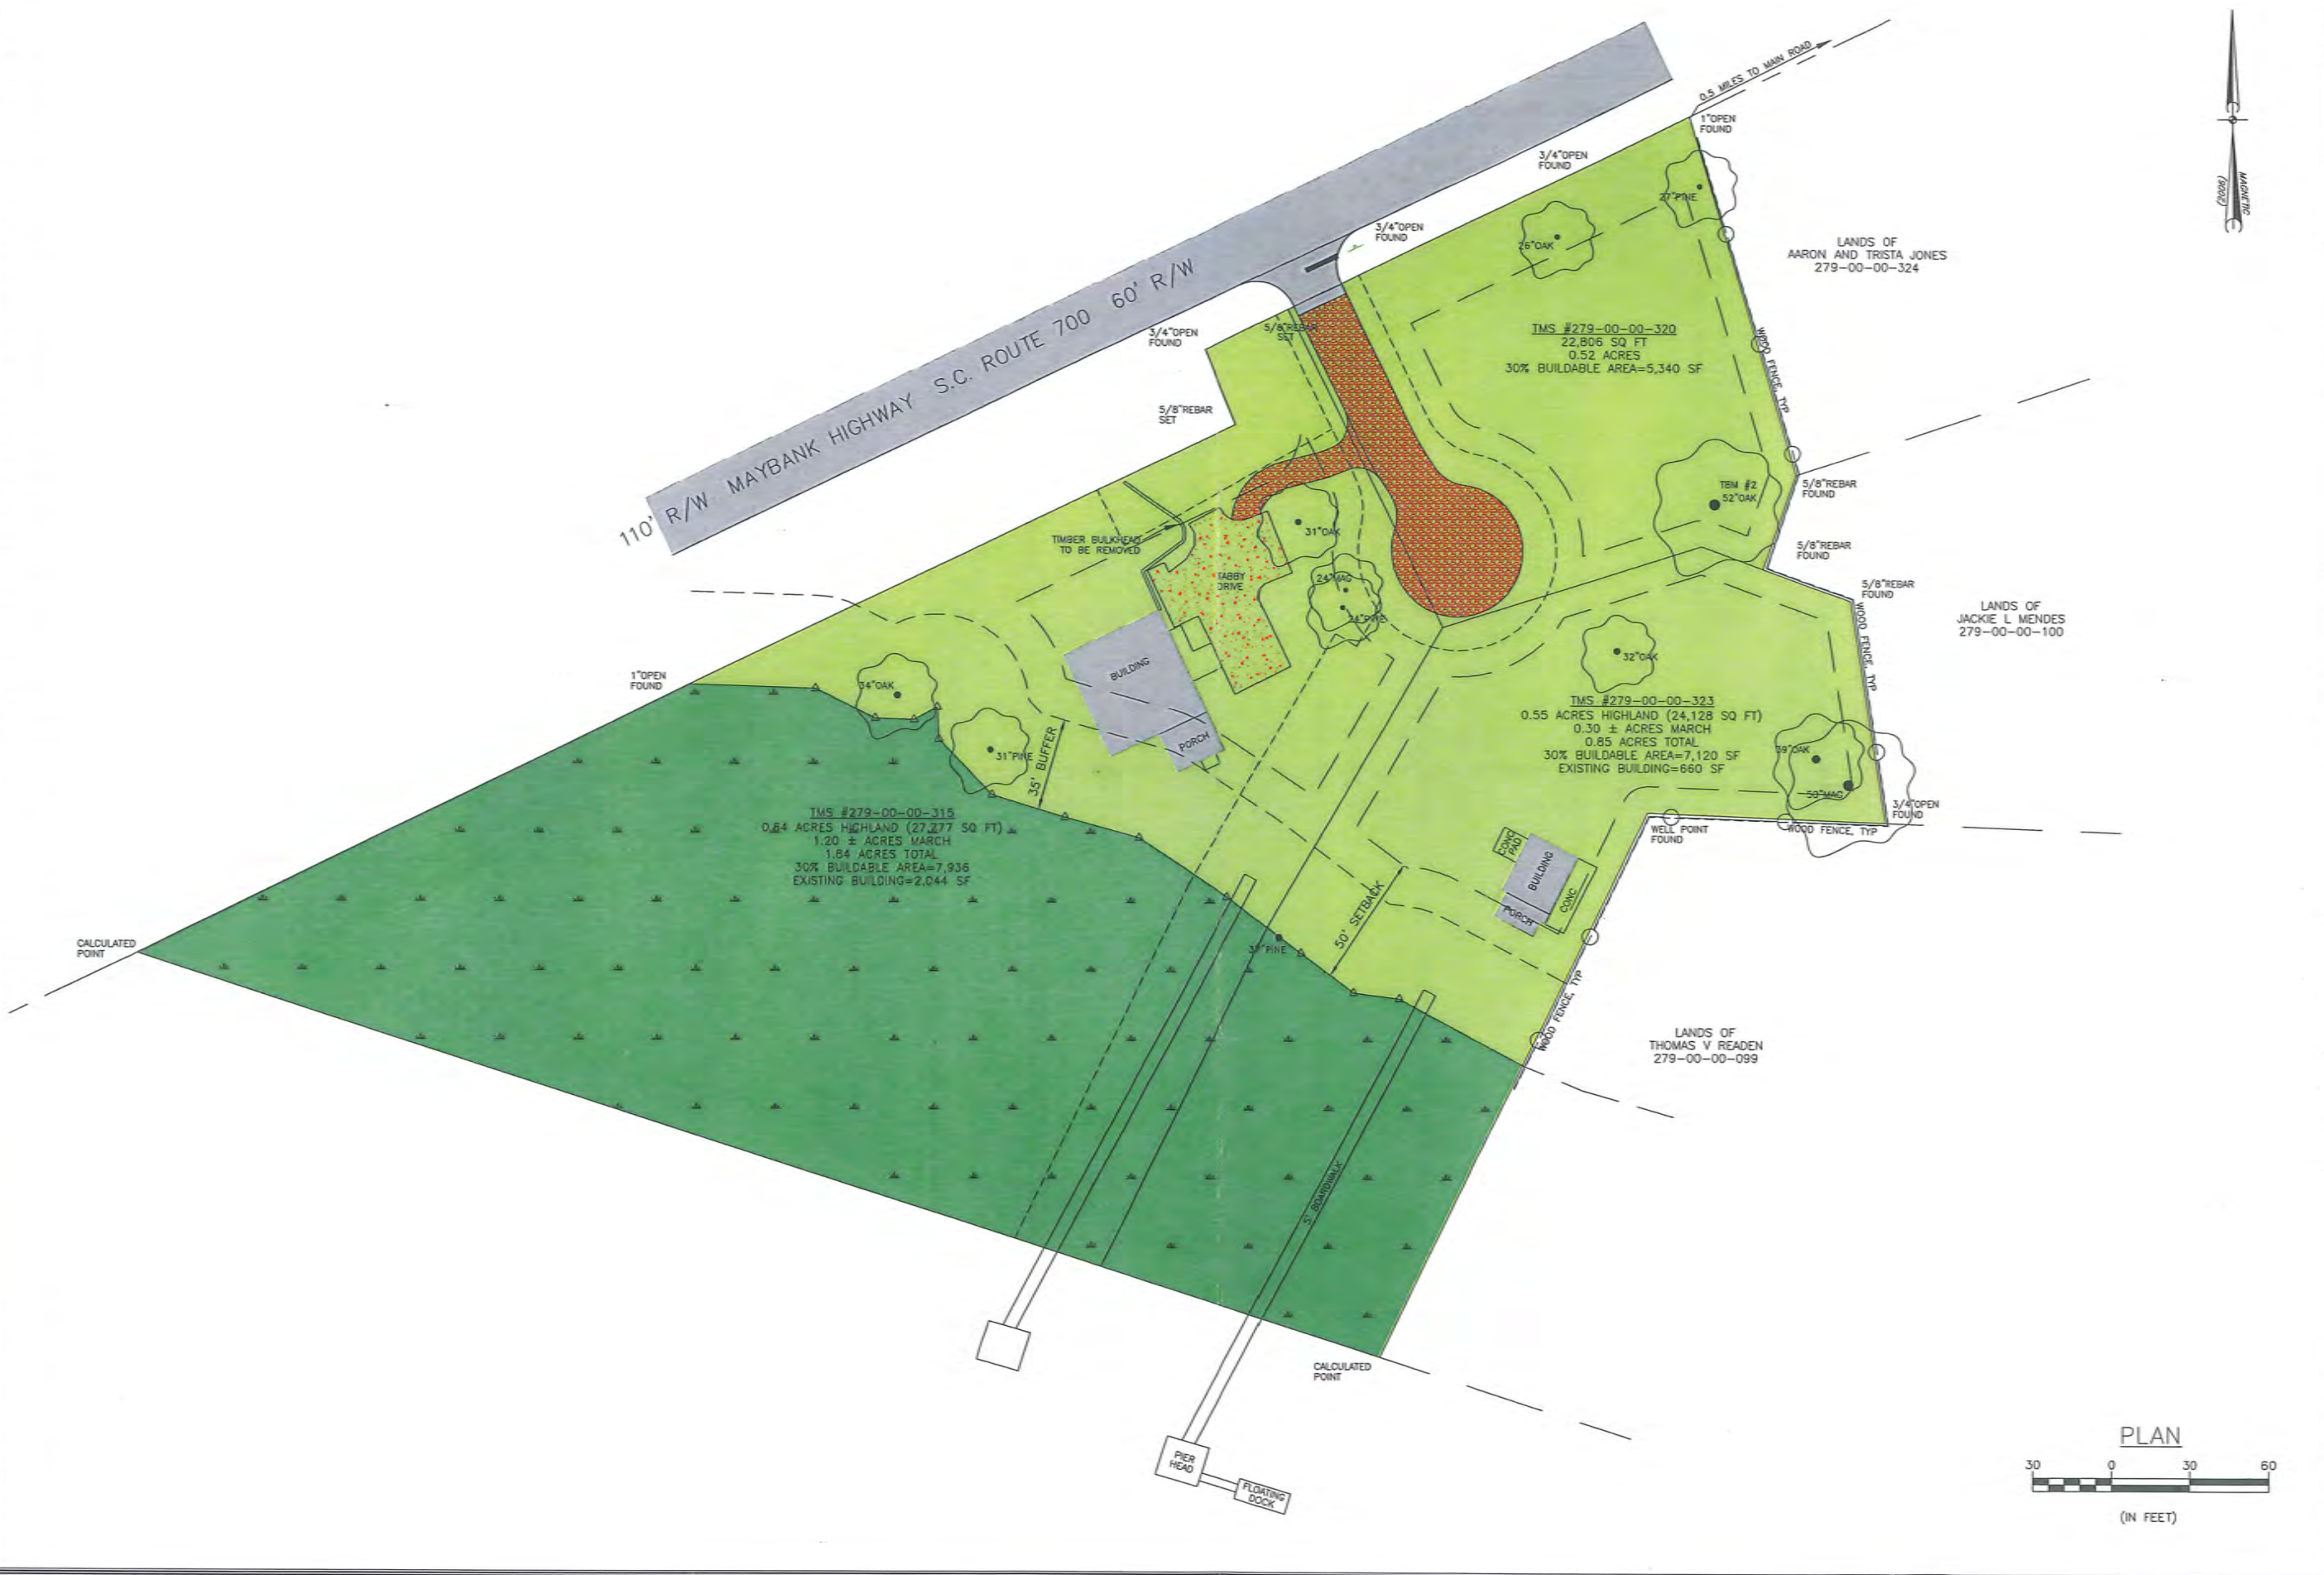 0.5 MILES TO MAIN ROAD
1"OPEN
FOUND
3/4"OPEN
FOUND
27"PINE
MAGNETIC
(2006)
3/4"OPEN
FOUND
26"OAK
LANDS OF
AARON AND TRISTA JONES
279-00-00-324
110' R/W MAYBANK HIGHWAY S.C. ROUTE 700 60' R/W
3/4"OPEN
FOUND
5/8"REBAR
SET
TMS #279-00-00-320
22,806 SQ FT
0.52 ACRES
30% BUILDABLE AREA=5,340 SF
WOOD FENCE, TYP
5/8"REBAR
SET
TBM #2
52"OAK
5/8"REBAR
FOUND
31"OAK
TIMBER BULKHEAD
TO BE REMOVED
5/8"REBAR
FOUND
TABBY
DRIVE
24"MAG
24"PINE
5/8"REBAR
FOUND
LANDS OF
JACKIE L MENDES
279-00-00-100
WOOD FENCE, TYP
BUILDING
32"OAK
1"OPEN
FOUND
34"OAK
TMS #279-00-00-323
0.55 ACRES HIGHLAND (24,128 SQ FT)
0.30 ± ACRES MARCH
0.85 ACRES TOTAL
30% BUILDABLE AREA=7,120 SF
EXISTING BUILDING=660 SF
PORCH
31"PINE
35' BUFFER
39"OAK
50"MAG
3/4"OPEN
FOUND
TMS #279-00-00-315
0.64 ACRES HIGHLAND (27,277 SQ FT)
1.20 ± ACRES MARCH
1.84 ACRES TOTAL
30% BUILDABLE AREA=7,936
EXISTING BUILDING=2,044 SF
WELL POINT
FOUND
WOOD FENCE, TYP
CONC
PAD
BUILDING
CONC
PORCH
50' SETBACK
CALCULATED
POINT
PINE
WOOD FENCE, TYP
LANDS OF
THOMAS V READEN
279-00-00-099
5' BOARDWALK
CALCULATED
POINT
PIER
HEAD
FLOATING
DOCK
PLAN
30 0 30 60
(IN FEET)